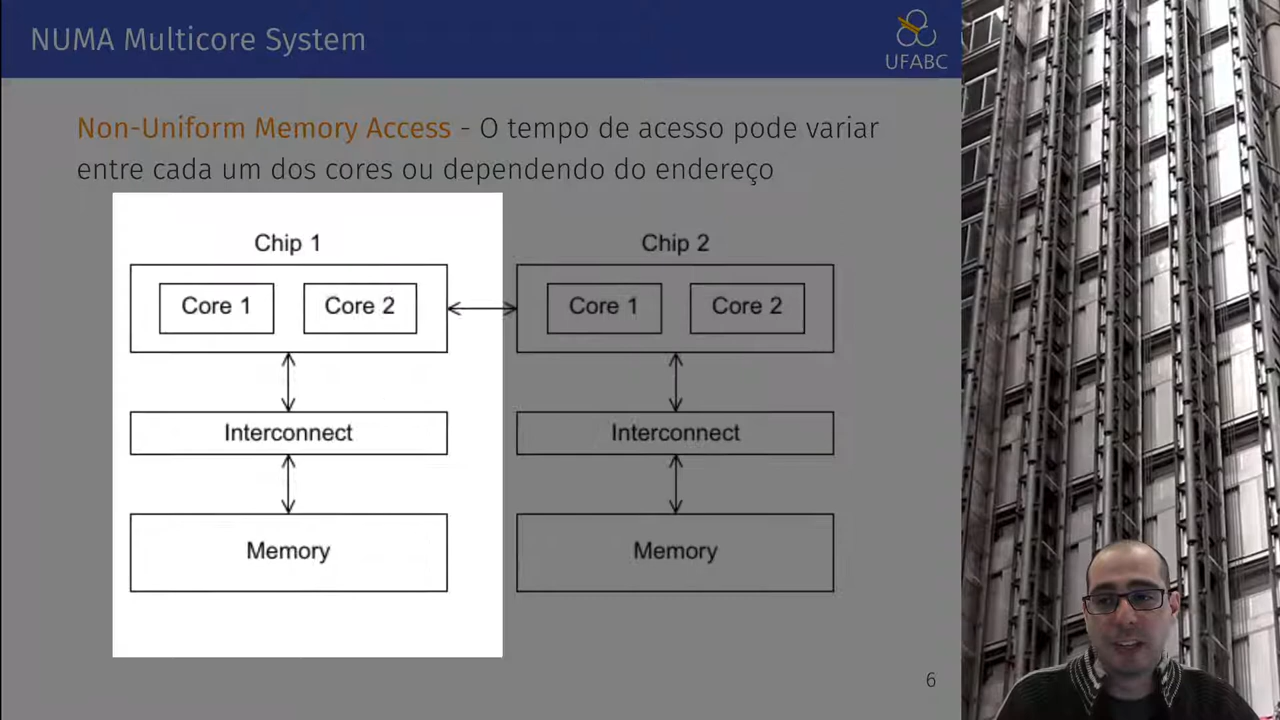 NUMA Multicore System
UFABC
Non-Uniform Memory Access - O tempo de acesso pode variar
entre cada um dos cores ou dependendo do endereço
Chip 1
Core 1
Core 2
Interconnect
Memory
Chip 2
Core 1
Core 2
Interconnect
Memory
6